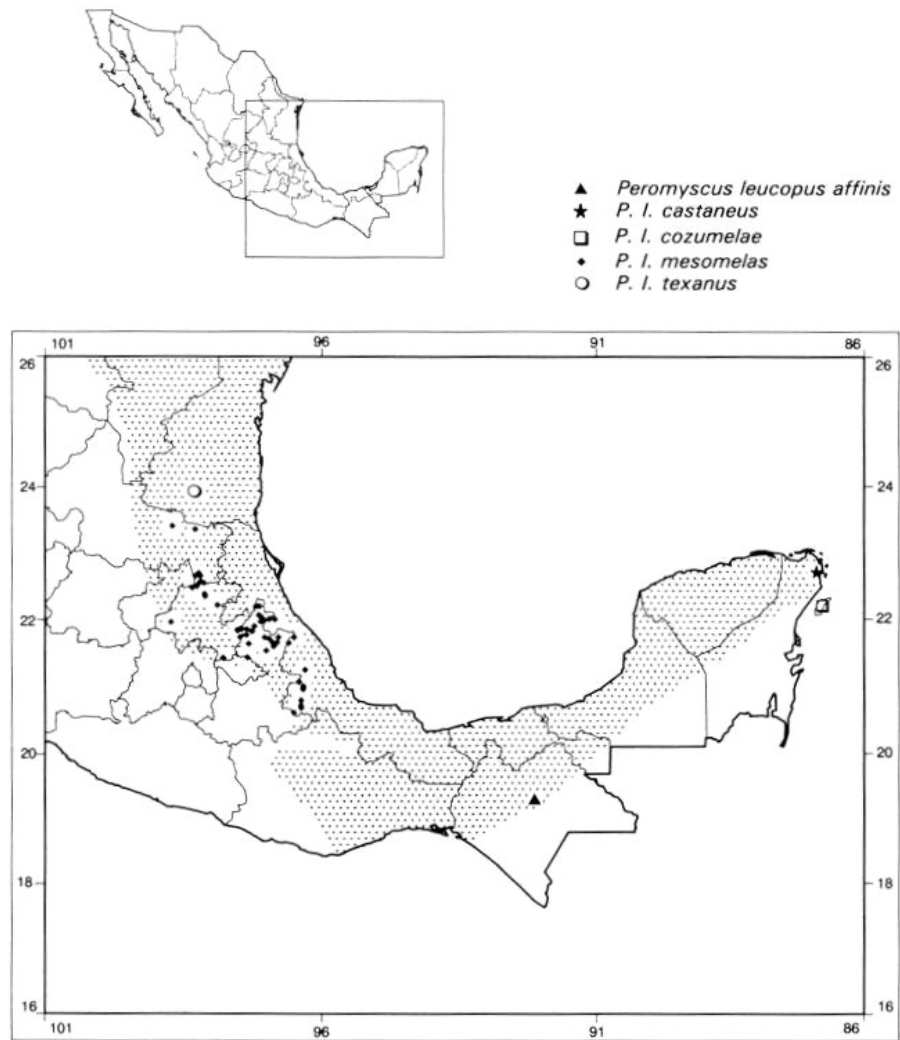 Peromyscus leucopus affinis
P. l. castaneus
P. l. cozumelae
P. l. mesomelas
P. l. texanus
101 96 91 86
26 26
24 24
22 22
20 20
18 18
16 16
101 96 91 86